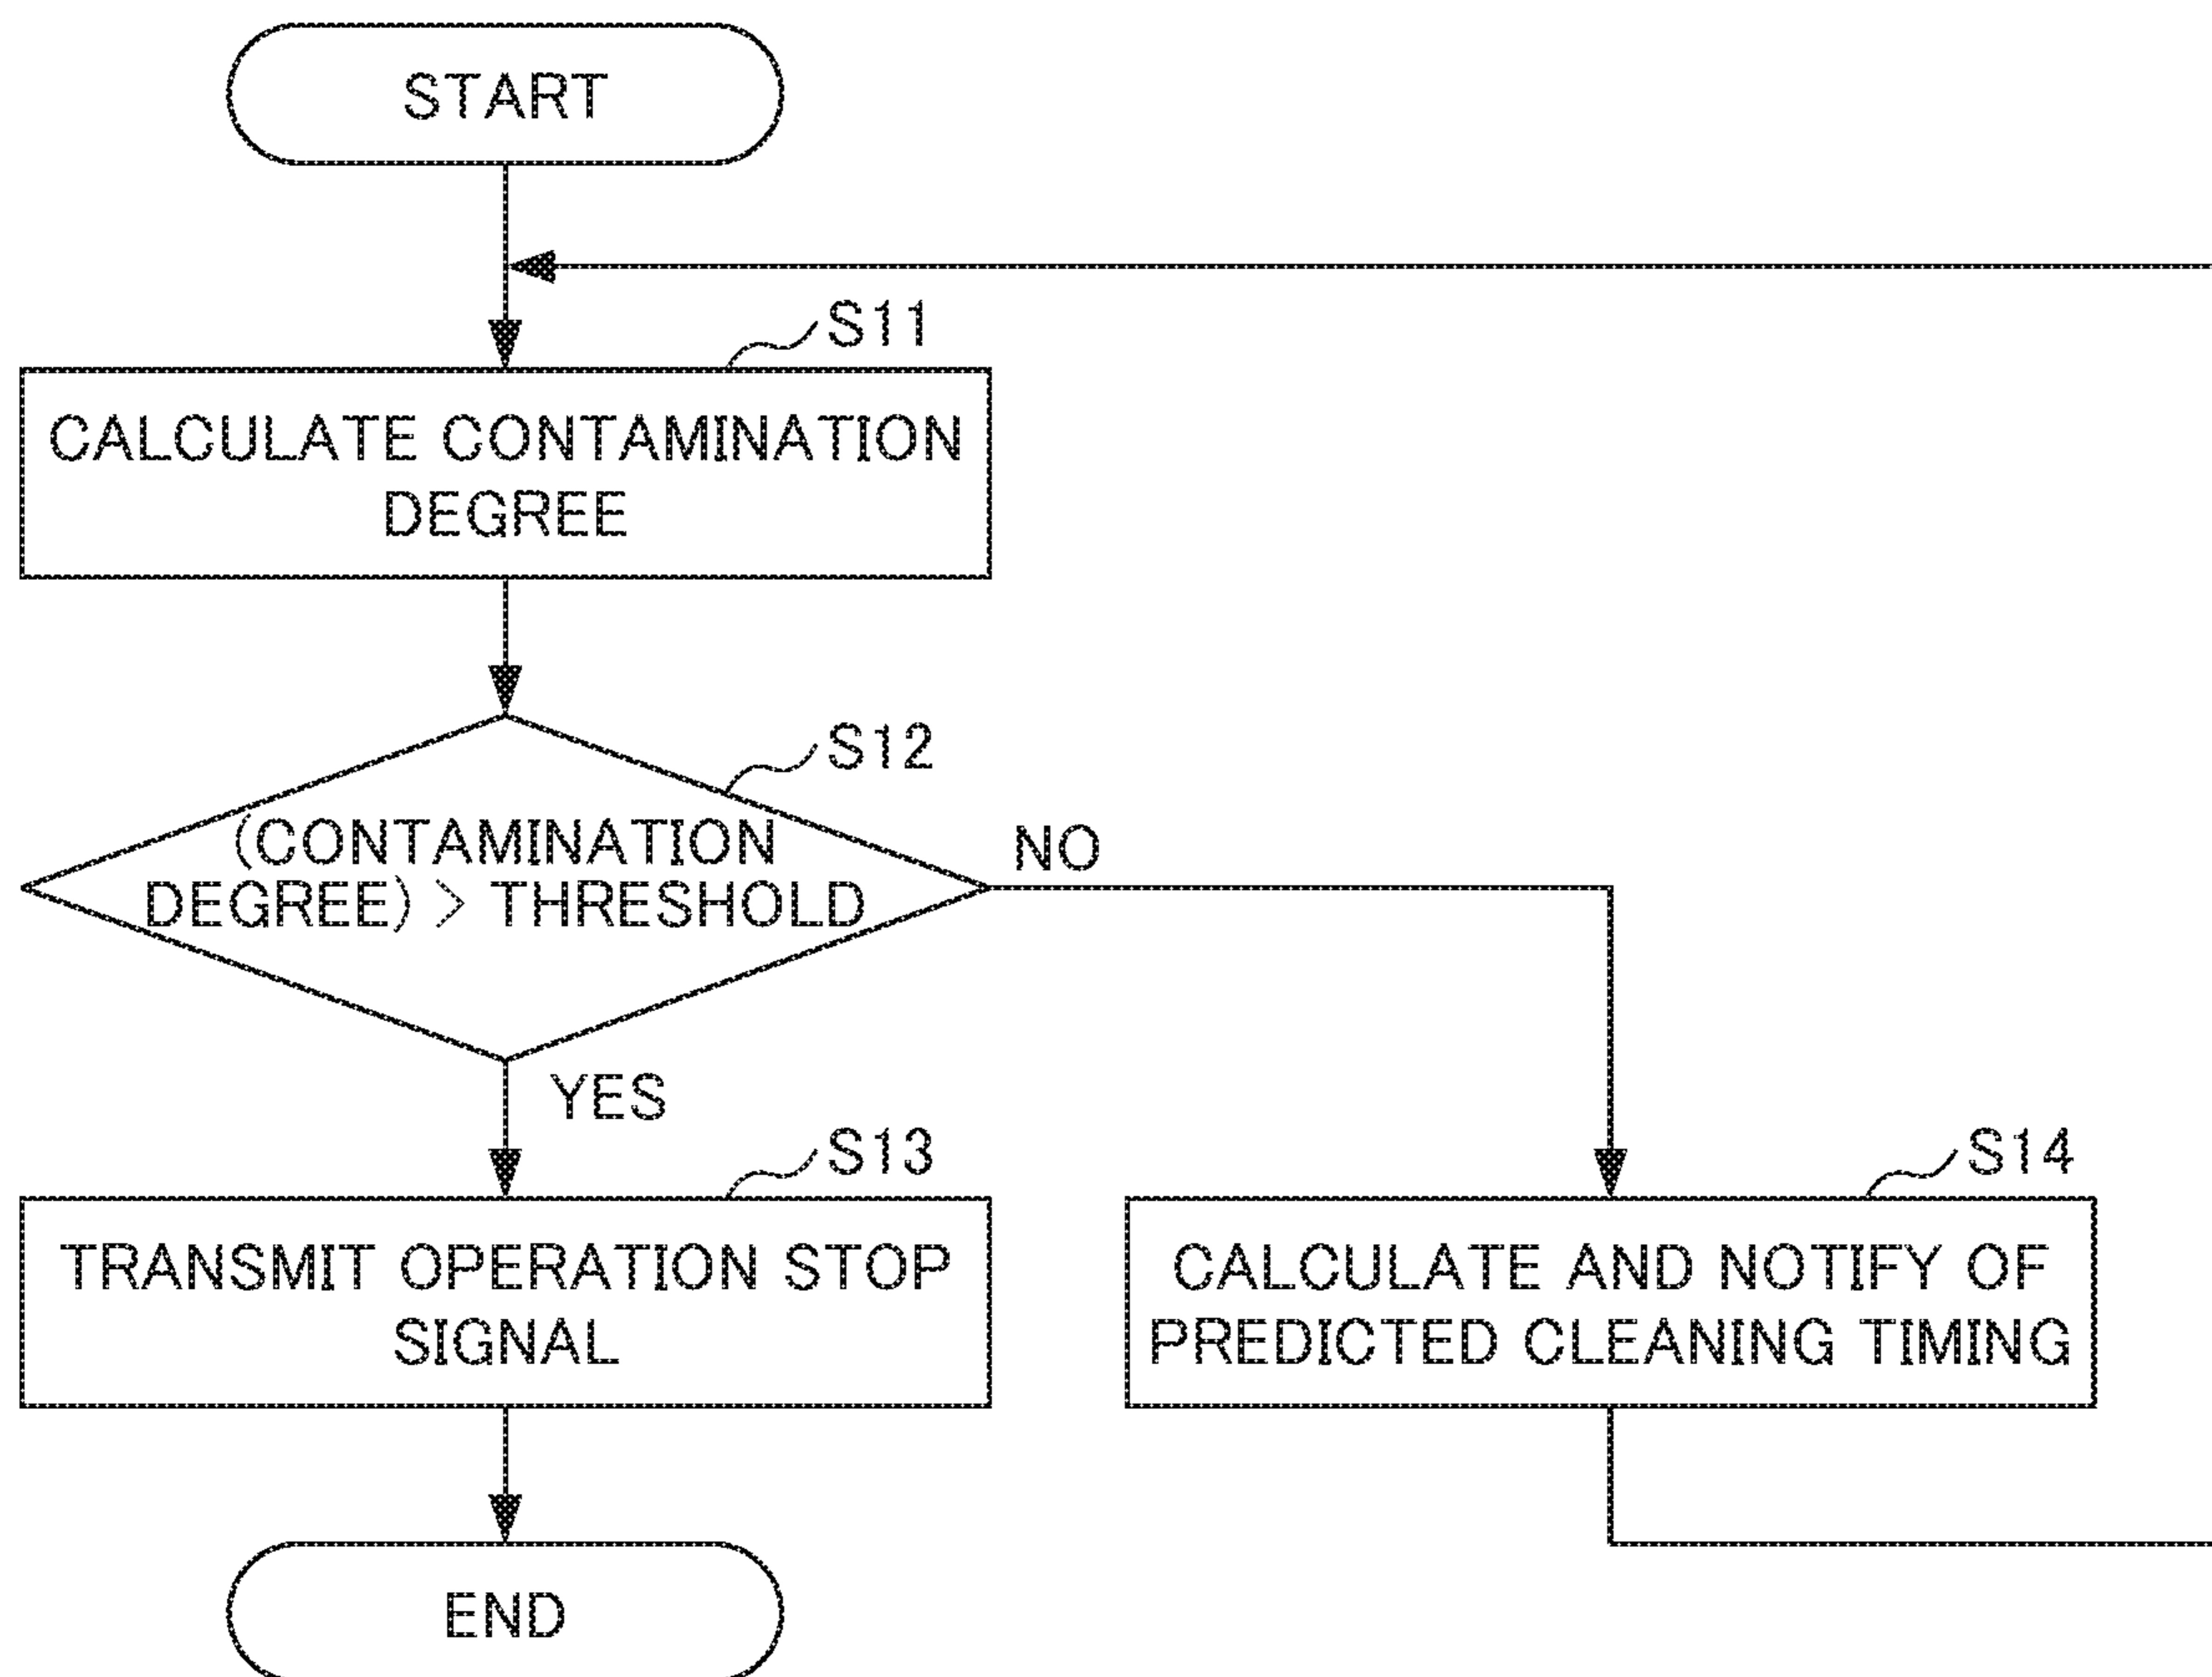 START
S11
CALCULATE CONTAMINATION
DEGREE
S12
(CONTAMINATION
DEGREE) > THRESHOLD
NO
YES
S13
TRANSMIT OPERATION STOP
SIGNAL
S14
CALCULATE AND NOTIFY OF
PREDICTED CLEANING TIMING
END